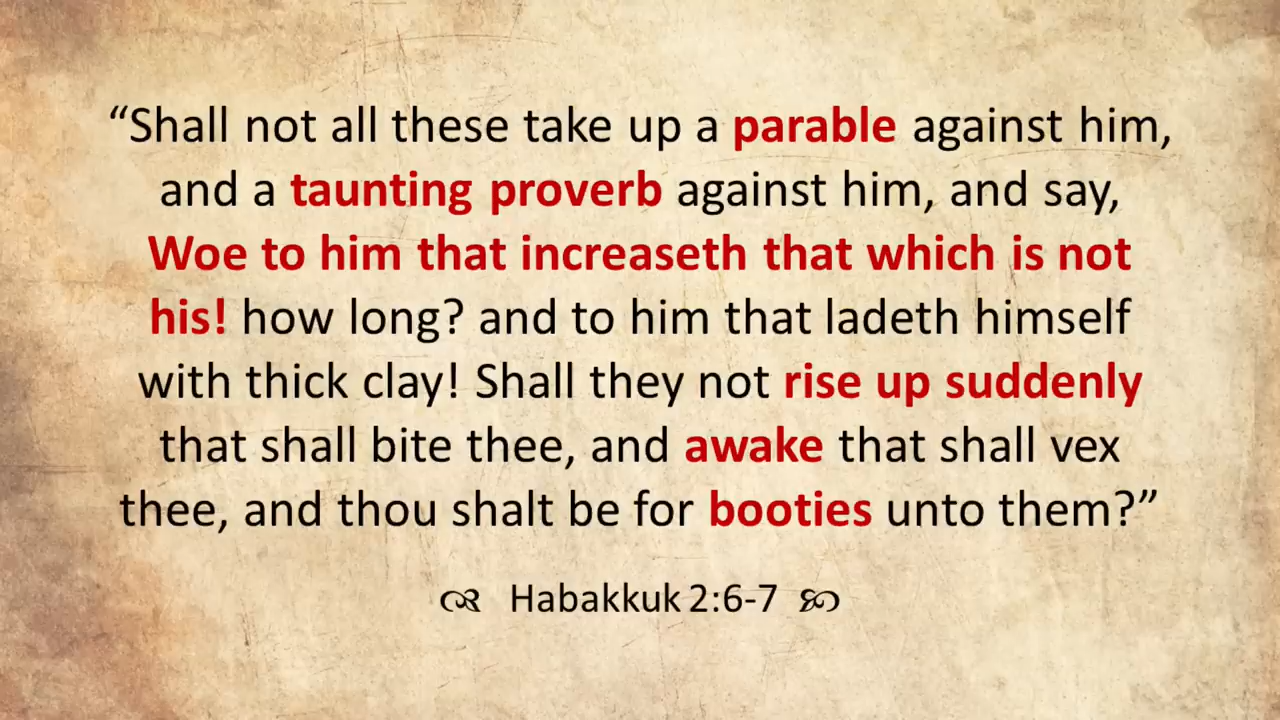 “Shall not all these take up a parable against him,
and a taunting proverb against him, and say,
Woe to him that increaseth that which is not
his! how long? and to him that ladeth himself
with thick clay! Shall they not rise up suddenly
that shall bite thee, and awake that shall vex
thee, and thou shalt be for booties unto them?”
Habakkuk 2:6-7